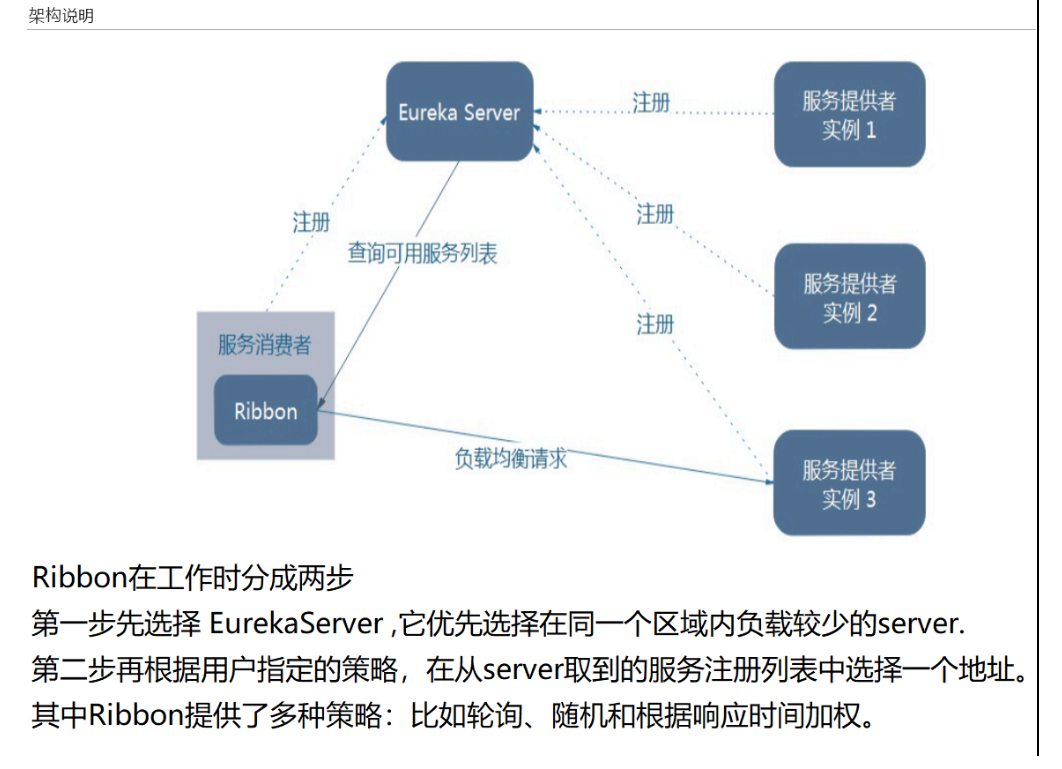 架构说明
Eureka Server
注册
服务提供者
实例 1
注册
注册
查询可用服务列表
服务提供者
实例 2
注册
服务消费者
Ribbon
负载均衡请求
服务提供者
实例 3
Ribbon在工作时分成两步
第一步先选择 EurekaServer ,它优先选择在同一个区域内负载较少的server.
第二步再根据用户指定的策略，在从server取到的服务注册列表中选择一个地址。
其中Ribbon提供了多种策略：比如轮询、随机和根据响应时间加权。